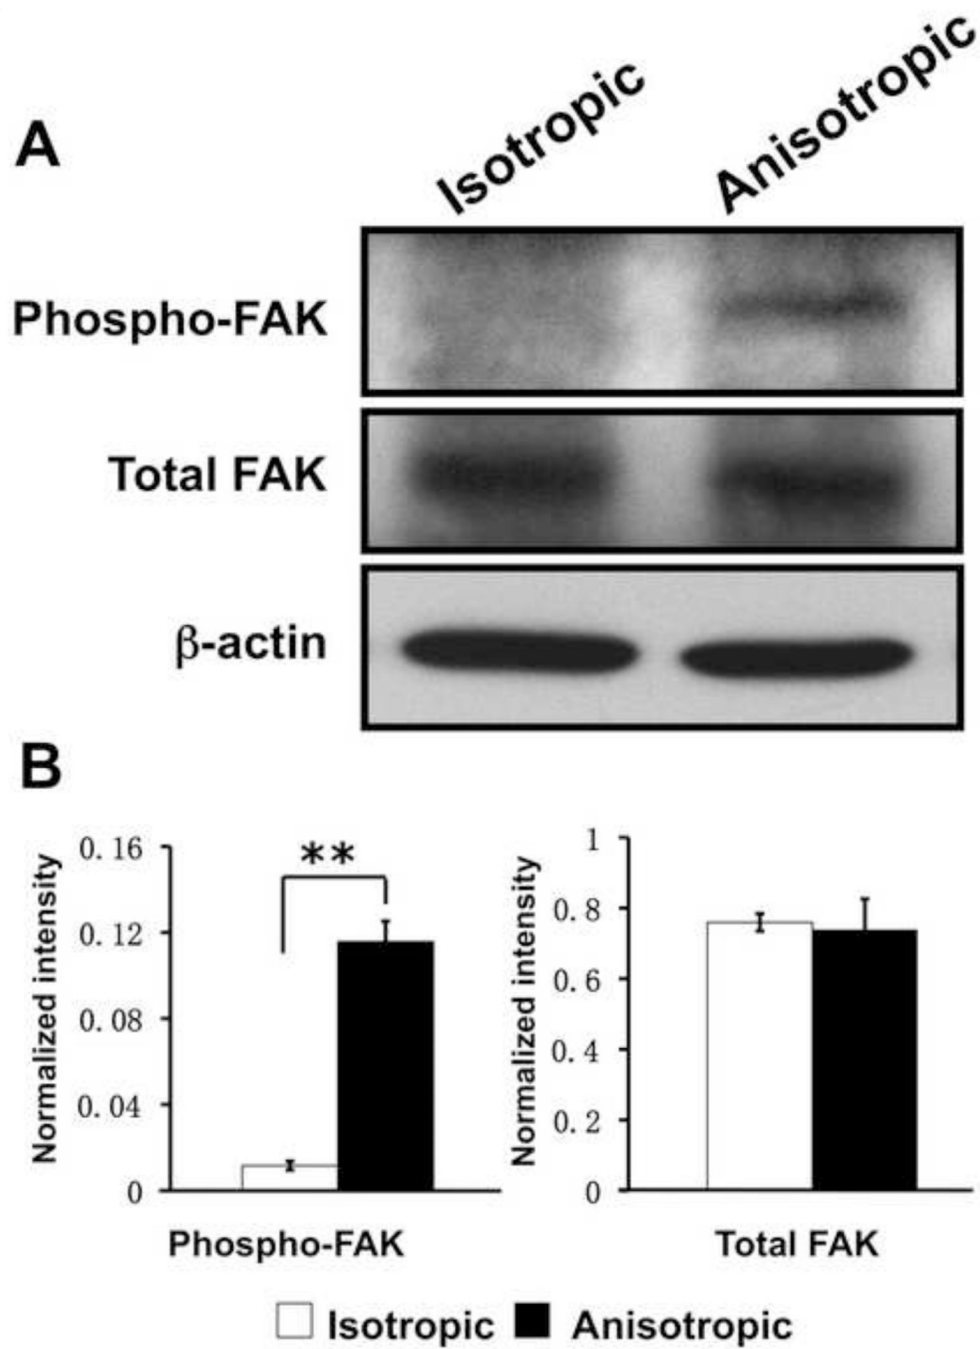 A
Isotropic
Anisotropic
Phospho-FAK
Total FAK
β-actin
B
Normalized intensity
0.16
0.12
0.08
0.04
0
**
Phospho-FAK
Normalized intensity
1
0.8
0.6
0.4
0.2
0
Total FAK
Isotropic Anisotropic